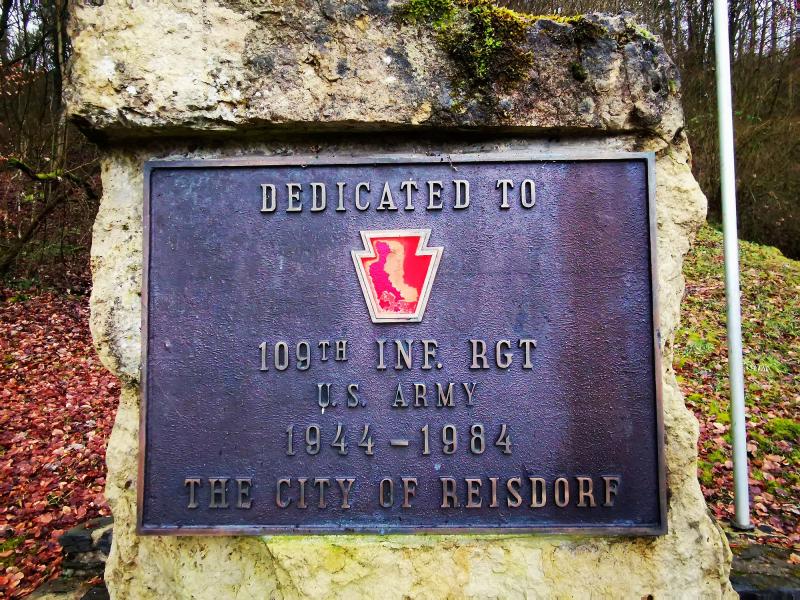 DEDICATED TO
109TH INF. RGT
U.S. ARMY
1944-1984
THE CITY OF REISDORF